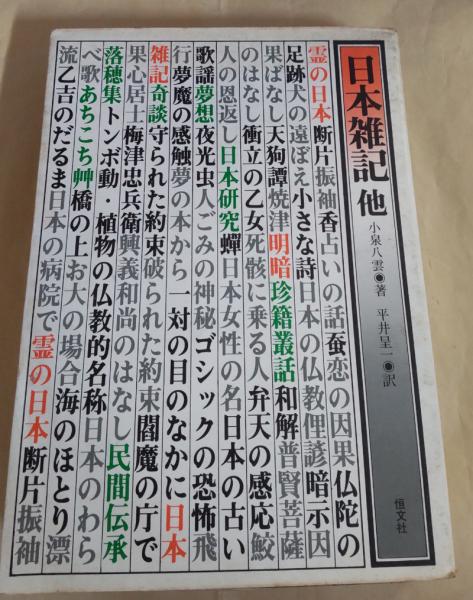 日本雑記 他
小泉八雲◉著 平井呈一◉訳
恒文社
霊の日本断片振袖香占いの話蚕恋の因果仏陀の
足跡犬の遠ぼえ小さな詩日本の仏教俚諺暗示因
果ばなし天狗譚焼津明暗珍籍叢話和解普賢菩薩
のはなし衝立の乙女死骸に乗る人弁天の感応鮫
人の恩返し日本研究蟬日本女性の名日本の古い
歌謡夢想夜光虫人ごみの神秘ゴシックの恐怖飛
行夢魔の感触夢の本から一対の目のなかに日本
雑記奇談守られた約束破られた約束閻魔の庁で
果心居士梅津忠兵衛興義和尚のはなし民間伝承
落穂集トンボ動・植物の仏教的名称日本のわら
べ歌あちこち艸橋の上お大の場合海のほとり漂
流乙吉のだるま日本の病院で霊の日本断片振袖